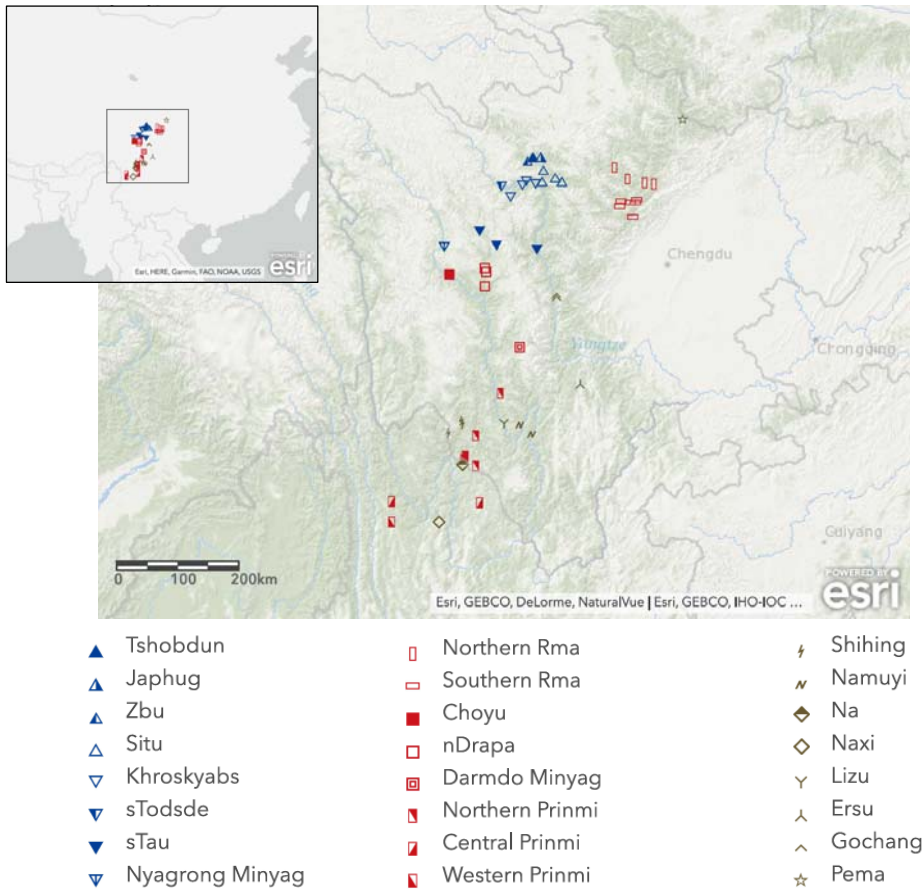 POWERED BY
esri
Esri, HERE, Garmin, FAO, NOAA, USGS
Chengdu
Yangtze
Chongqing
Guiyang
0 100 200km
POWERED BY
esri
Esri, GEBCO, DeLorme, NaturalVue | Esri, GEBCO, IHO-IOC ...
Tshobdun
Japhug
Zbu
Situ
Khroskyabs
sTodsde
sTau
Nyagrong Minyag
Northern Rma
Southern Rma
Choyu
nDrapa
Darmdo Minyag
Northern Prinmi
Central Prinmi
Western Prinmi
Shihing
Namuyi
Na
Naxi
Lizu
Ersu
Gochang
Pema